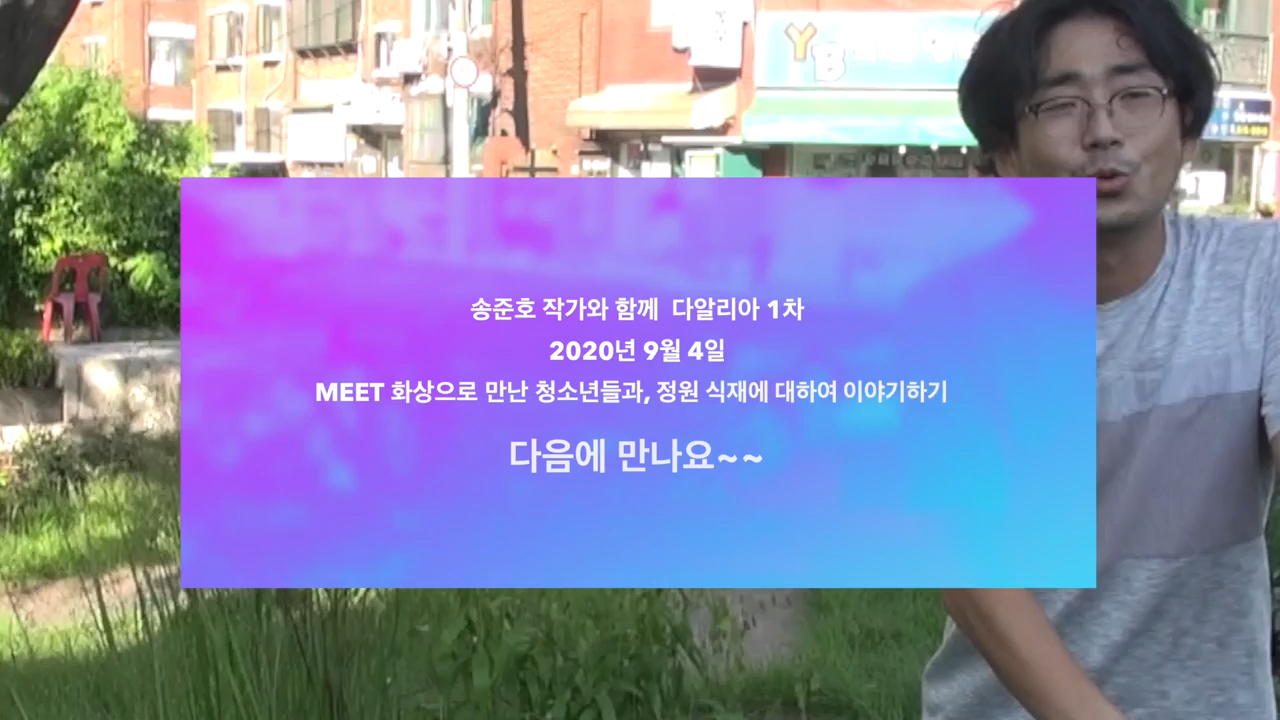 YB
송준호 작가와 함께 다알리아 1차
2020년 9월 4일
MEET 화상으로 만난 청소년들과, 정원 식재에 대하여 이야기하기
다음에 만나요~~